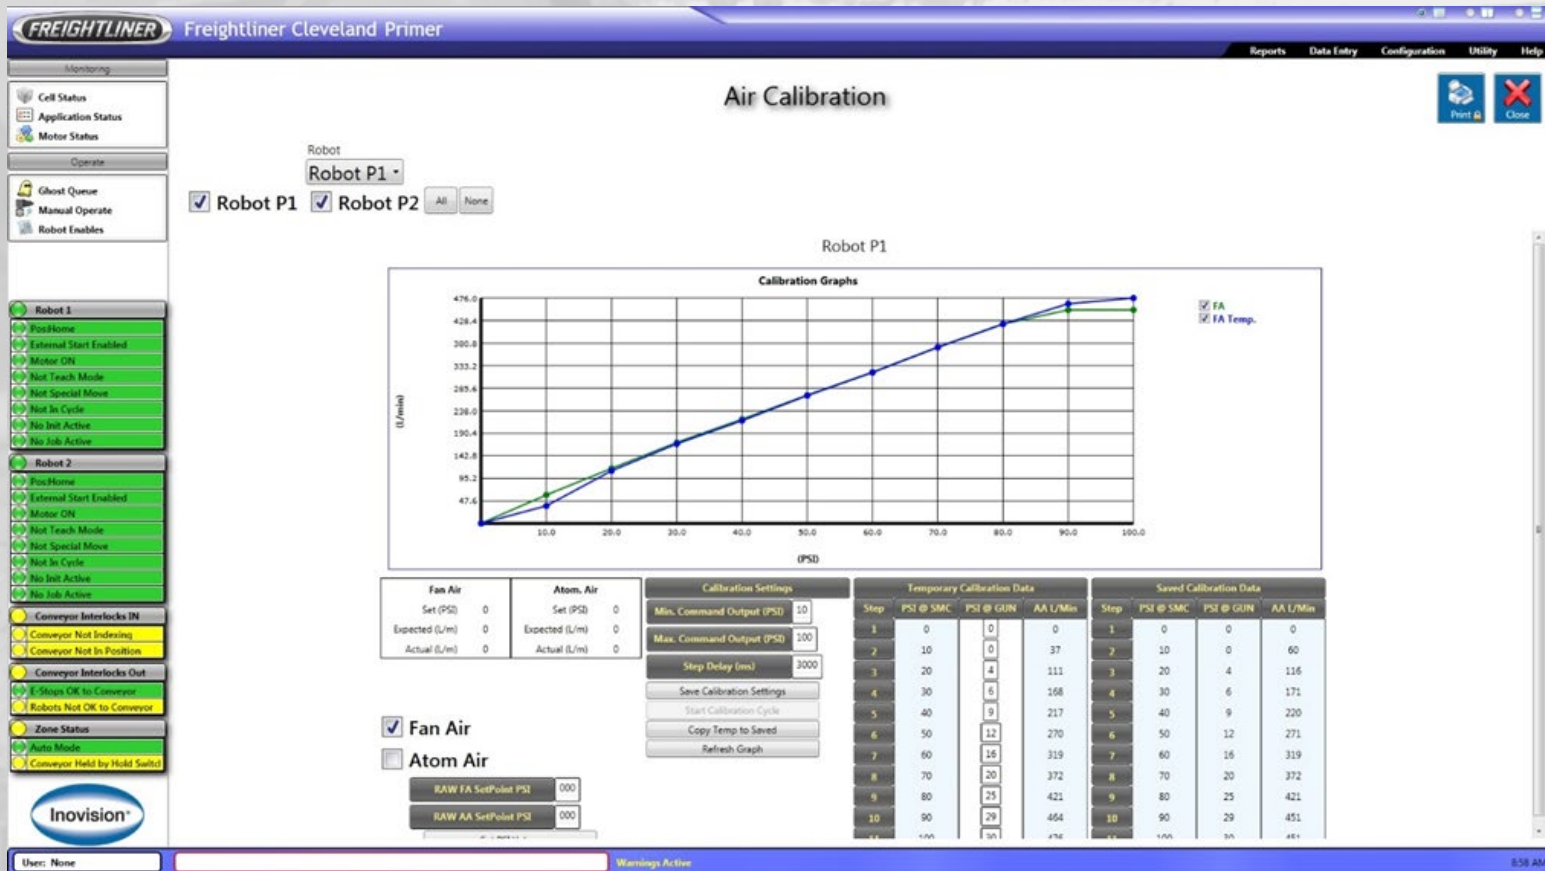 FREIGHTLINER
Freightliner Cleveland Primer
Reports Data Entry Configuration Utility Help
Monitoring
Cell Status
Application Status
Motor Status
Operate
Ghost Queue
Manual Operate
Robot Enables
Air Calibration
Print
Close
Robot
Robot P1
Robot P1 Robot P2 All None
Robot P1
Robot 1
Pos:Home
External Start Enabled
Motor ON
Not Teach Mode
Not Special Move
Not In Cycle
No Init Active
No Job Active
Robot 2
Pos:Home
External Start Enabled
Motor ON
Not Teach Mode
Not Special Move
Not In Cycle
No Init Active
No Job Active
Conveyor Interlocks IN
Conveyor Not Indexing
Conveyor Not In Position
Conveyor Interlocks Out
E-Stops OK to Conveyor
Robots Not OK to Conveyor
Zone Status
Auto Mode
Conveyor Held by Hold Switcl
Inovision
Calibration Graphs
476.0
428.4
380.8
333.2
285.6
238.0
190.4
142.8
95.2
47.6
(L/min)
10.0 20.0 30.0 40.0 50.0 60.0 70.0 80.0 90.0 100.0
(PSI)
FA
FA Temp.
Fan Air
Set (PSI) 0
Expected (L/m) 0
Actual (L/m) 0
Atom. Air
Set (PSI) 0
Expected (L/m) 0
Actual (L/m) 0
Fan Air
Atom Air
RAW FA SetPoint PSI 000
RAW AA SetPoint PSI 000
Calibration Settings
Min. Command Output (PSI) 10
Max. Command Output (PSI) 100
Step Delay (ms) 3000
Save Calibration Settings
Start Calibration Cycle
Copy Temp to Saved
Refresh Graph
Temporary Calibration Data
Step PSI @ SMC PSI @ GUN AA L/Min
1 0 0 0
2 10 0 37
3 20 4 111
4 30 6 168
5 40 9 217
6 50 12 270
7 60 16 319
8 70 20 372
9 80 25 421
10 90 29 464
11 100 30 476
Saved Calibration Data
Step PSI @ SMC PSI @ GUN AA L/Min
1 0 0 0
2 10 0 60
3 20 4 116
4 30 6 171
5 40 9 220
6 50 12 271
7 60 16 319
8 70 20 372
9 80 25 421
10 90 29 451
11 100 30 451
User: None
Warnings Active
8:58 AM